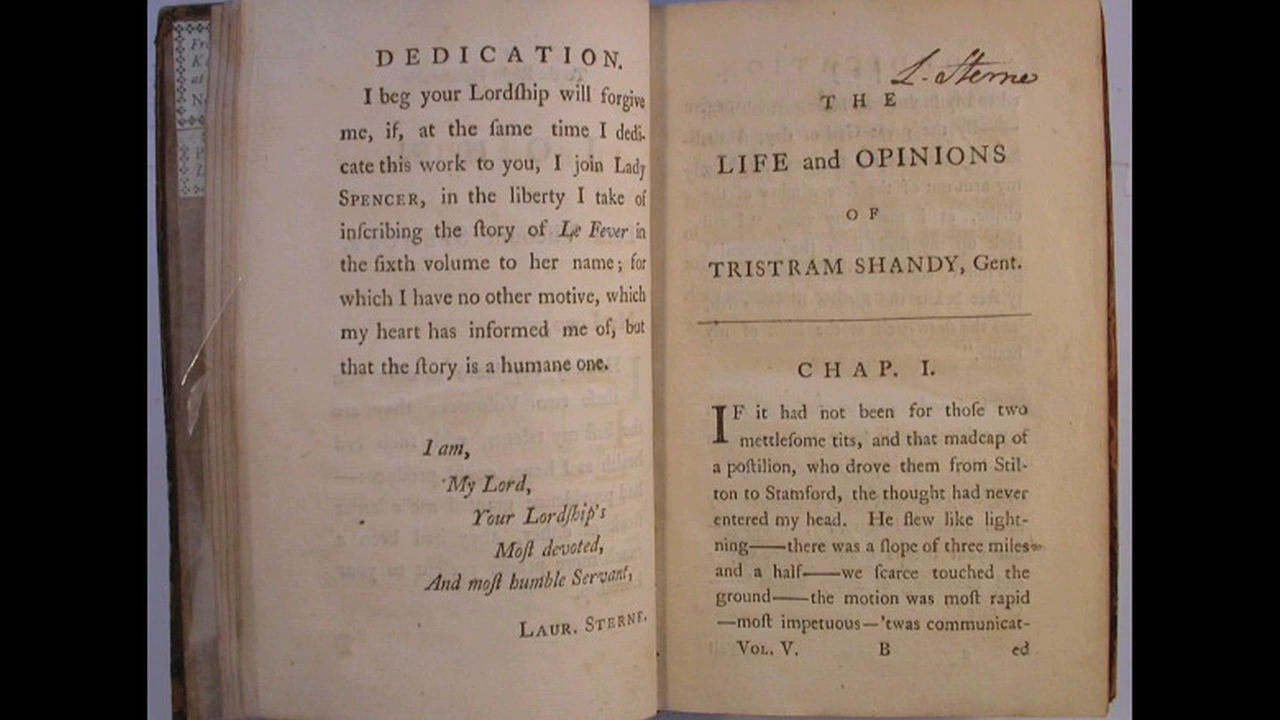 DEDICATION.
I beg your Lordſhip will forgive
me, if, at the ſame time I dedi-
cate this work to you, I join Lady
SPENCER, in the liberty I take of
inſcribing the ſtory of Le Fever in
the ſixth volume to her name; for
which I have no other motive, which
my heart has informed me of, but
that the ſtory is a humane one.
I am,
My Lord,
Your Lordſhip's
Moſt devoted,
And moſt humble Servant,
LAUR. STERNE.
L. Sterne
THE
LIFE and OPINIONS
OF
TRISTRAM SHANDY, Gent.
CHAP. I.
IF it had not been for thoſe two
mettleſome tits, and that madcap of
a poſtilion, who drove them from Stil-
ton to Stamford, the thought had never
entered my head. He flew like light-
ning——there was a ſlope of three miles
and a half——we ſcarce touched the
ground——the motion was moſt rapid
—moſt impetuous—'twas communicat-
VOL. V. B ed